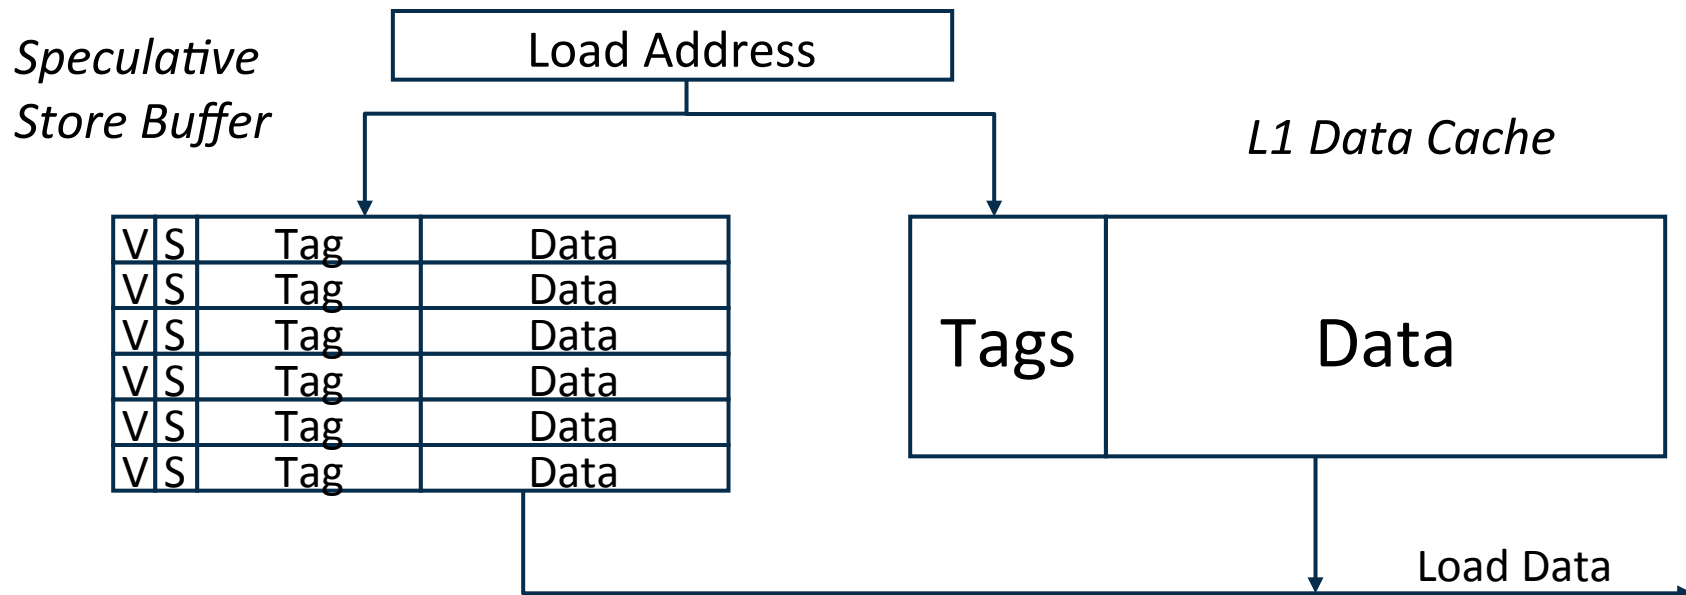 Speculative
Store Buffer
Load Address
L1 Data Cache
V S Tag Data
V S Tag Data
V S Tag Data
V S Tag Data
V S Tag Data
V S Tag Data
Tags Data
Load Data